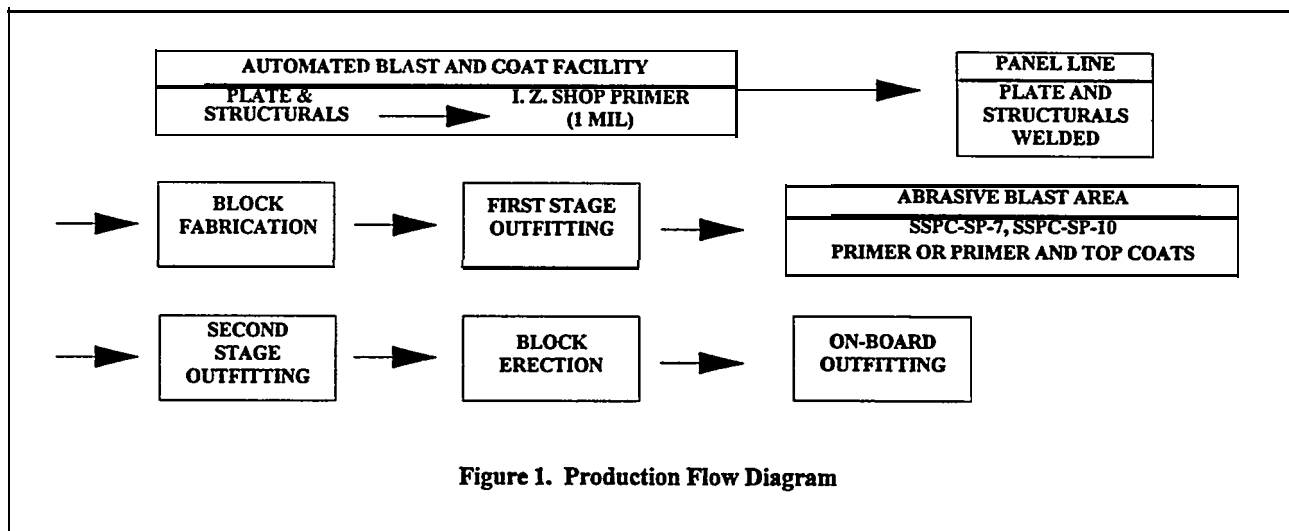 AUTOMATED BLAST AND COAT FACILITY
PLATE &
STRUCTURALS
I. Z. SHOP PRIMER
(1 MIL)
PANEL LINE
PLATE AND
STRUCTURALS
WELDED
BLOCK
FABRICATION
FIRST STAGE
OUTFITTING
ABRASIVE BLAST AREA
SSPC-SP-7, SSPC-SP-10
PRIMER OR PRIMER AND TOP COATS
SECOND
STAGE
OUTFITTING
BLOCK
ERECTION
ON-BOARD
OUTFITTING
Figure 1. Production Flow Diagram